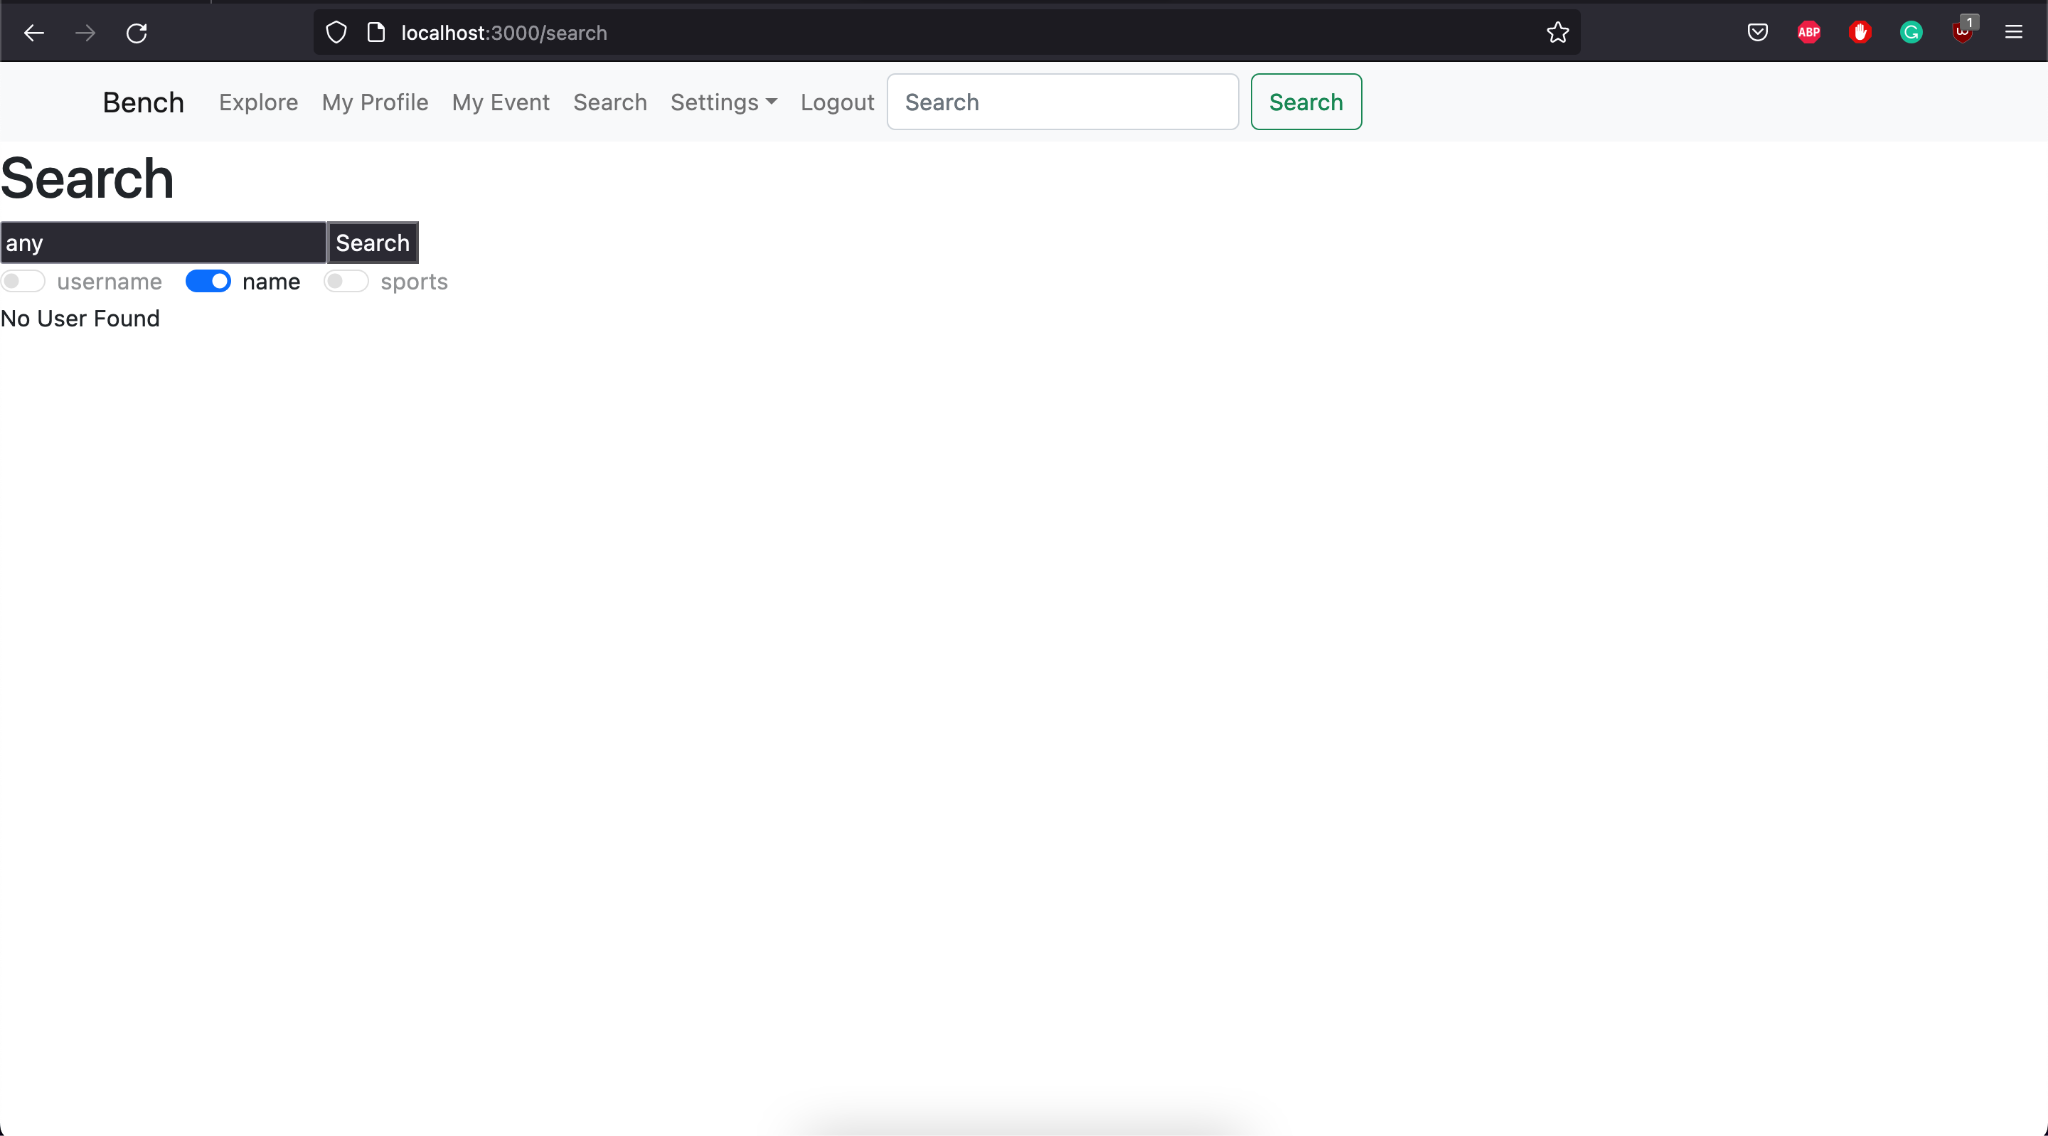 localhost:3000/search
ABP
1
Bench Explore My Profile My Event Search Settings Logout Search Search
Search
any Search
username name sports
No User Found